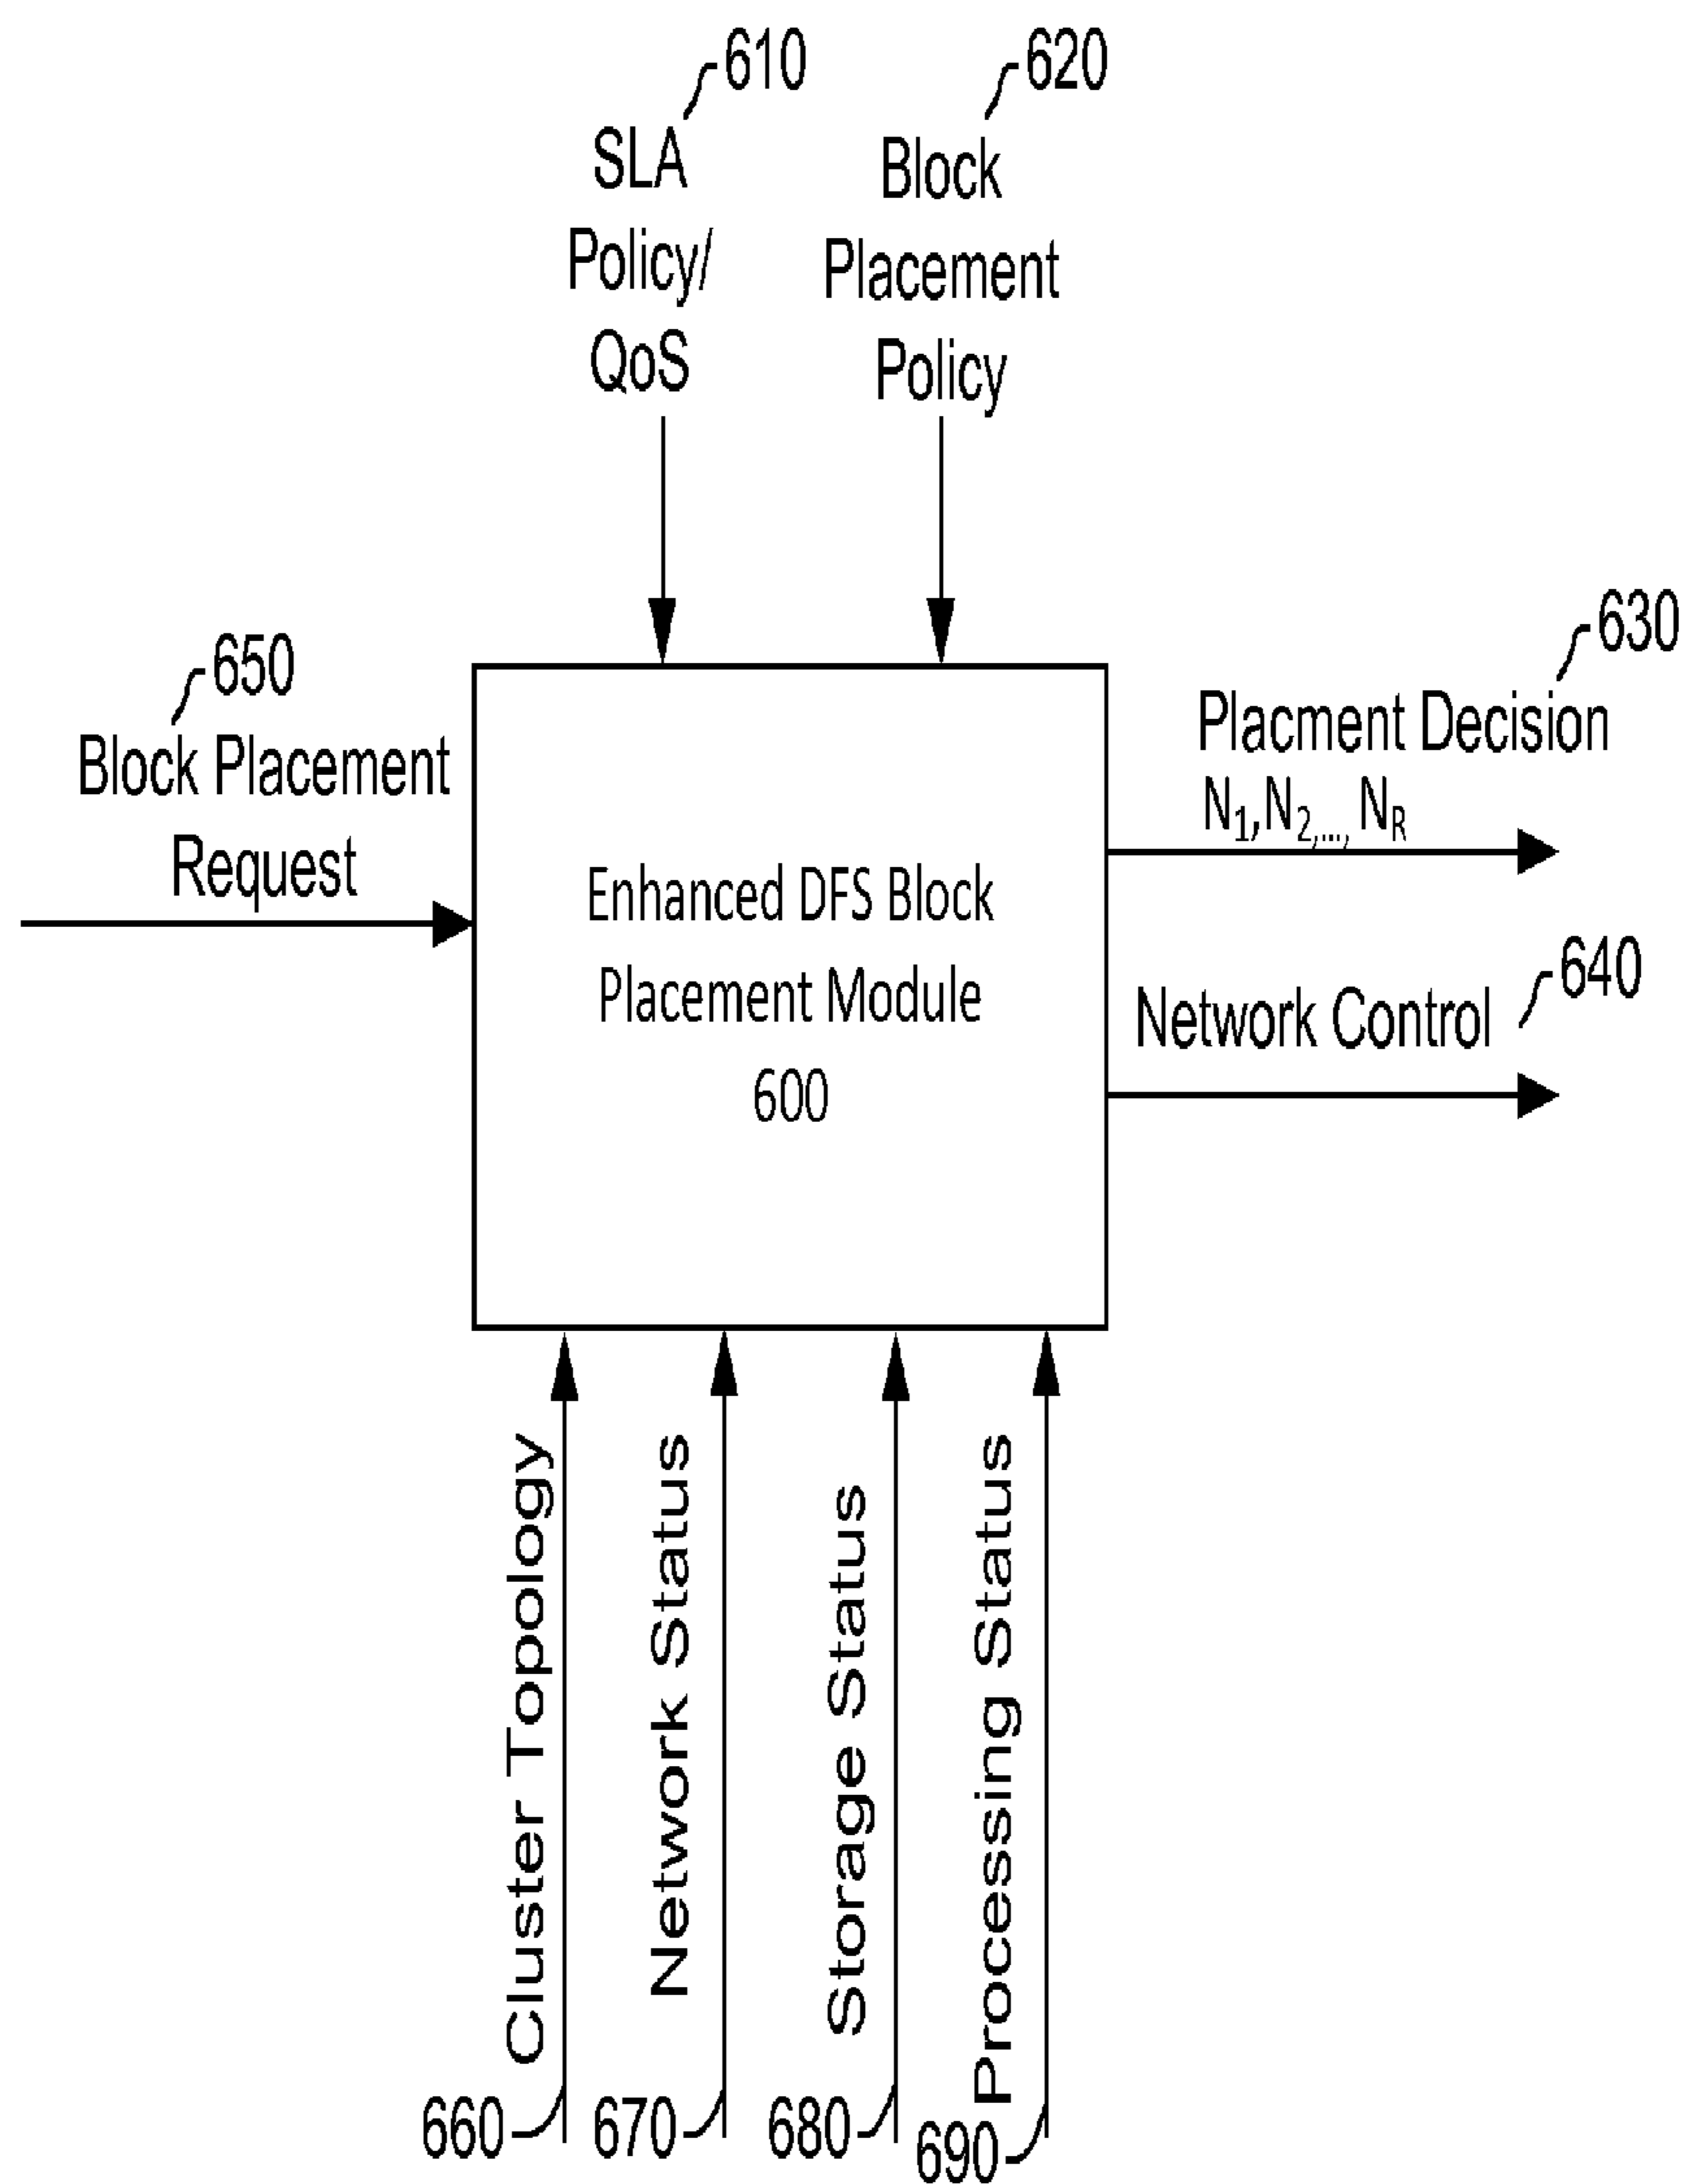 610
SLA
Policy/
QoS
620
Block
Placement
Policy
650
Block Placement
Request
630
Placment Decision
N1,N2,..., NR
640
Network Control
Enhanced DFS Block
Placement Module
600
Cluster Topology
Network Status
Storage Status
Processing Status
660
670
680
690